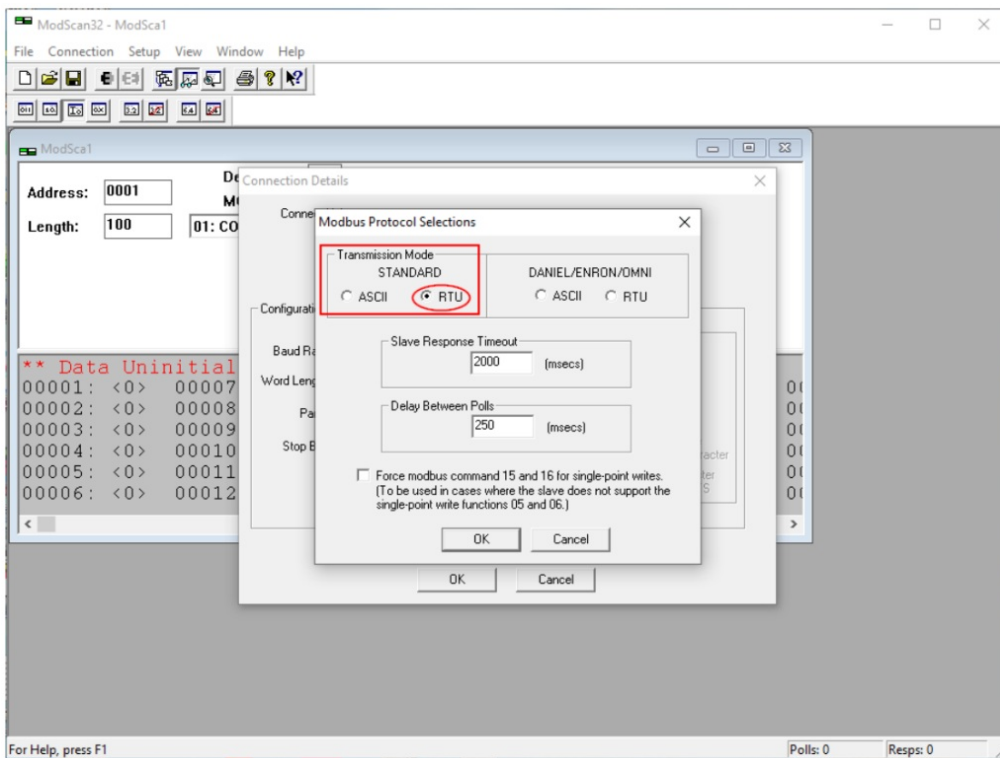 ModScan32 - ModSca1
File Connection Setup View Window Help
ModSca1
Address: 0001
Length: 100
01: CO
Connection Details
Modbus Protocol Selections
Transmission Mode
STANDARD
DANIEL/ENRON/OMNI
ASCII RTU
ASCII RTU
Slave Response Timeout
2000 (msecs)
Delay Between Polls
250 (msecs)
Force modbus command 15 and 16 for single-point writes.
(To be used in cases where the slave does not support the
single-point write functions 05 and 06.)
OK Cancel
Configurati
Baud Ra
Word Leng
Pa
Stop B
OK Cancel
** Data Uninitial
00001: <0> 00007
00002: <0> 00008
00003: <0> 00009
00004: <0> 00010
00005: <0> 00011
00006: <0> 00012
For Help, press F1
Polls: 0
Resps: 0